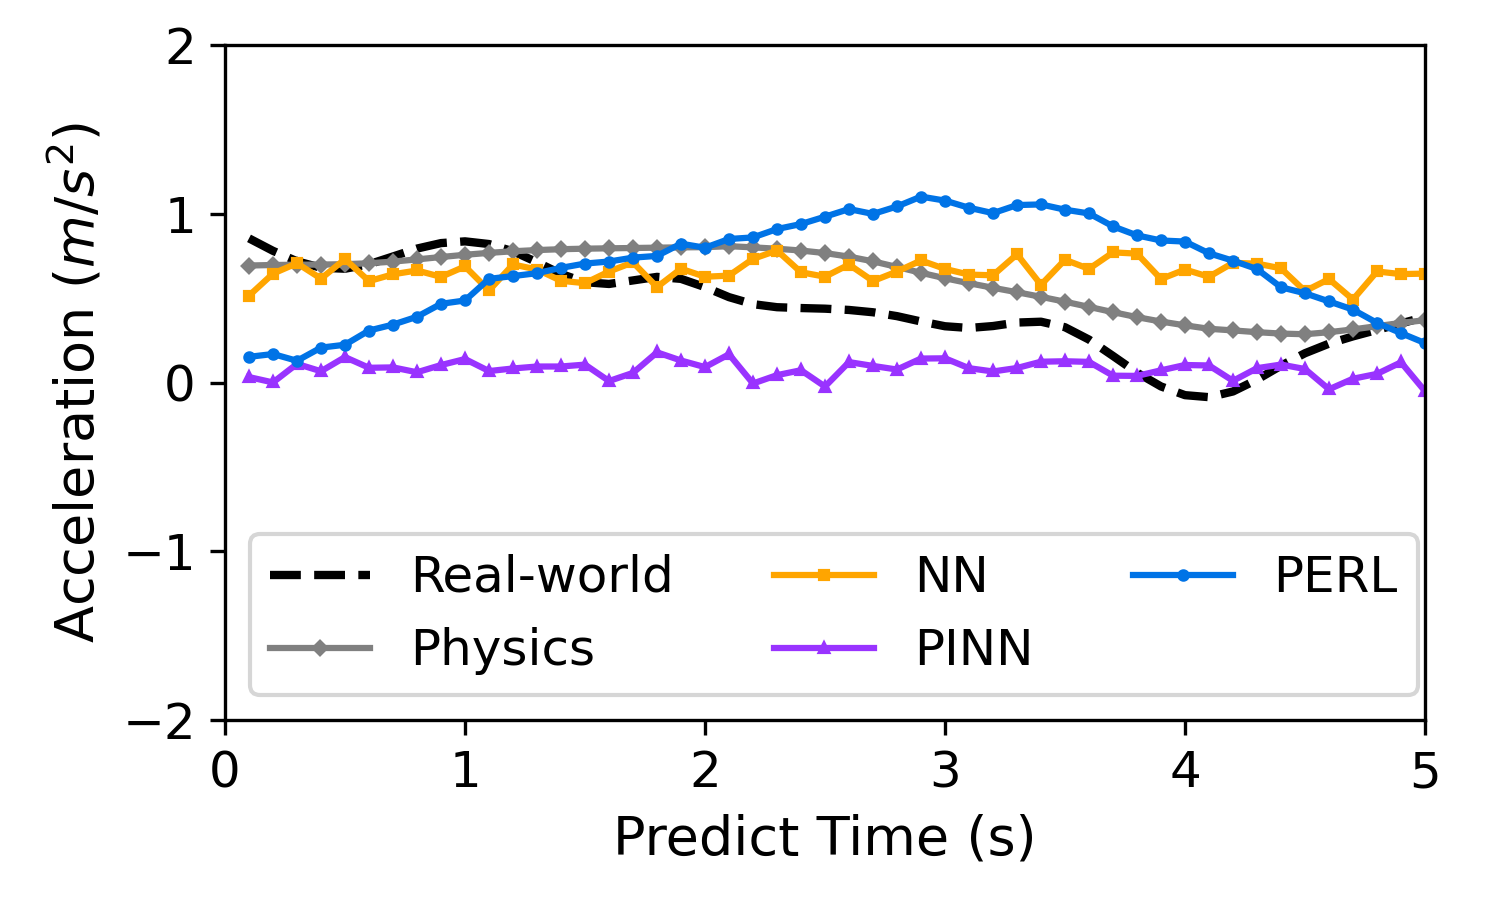 2
1
0
−1
−2
Acceleration (m/s²)
Real-world
NN
PERL
Physics
PINN
0 1 2 3 4 5
Predict Time (s)